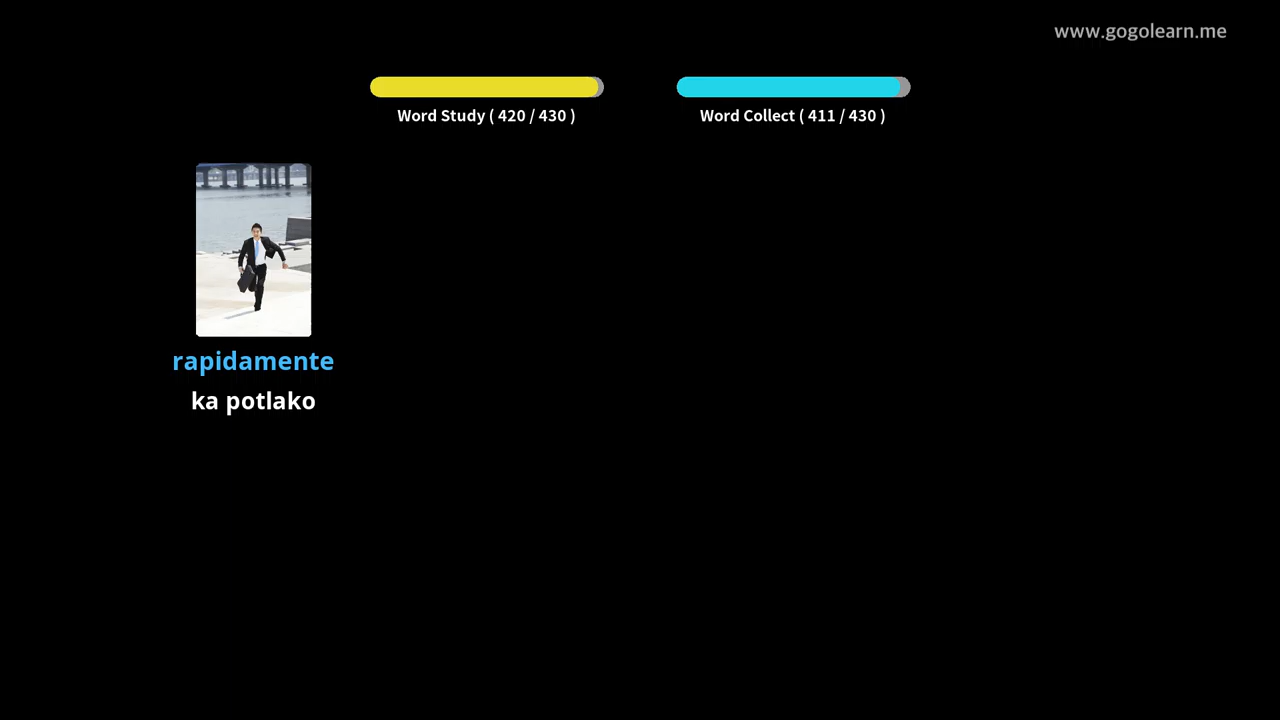 www.gogolearn.me
Word Study ( 420 / 430 )
Word Collect ( 411 / 430 )
rapidamente
ka potlako